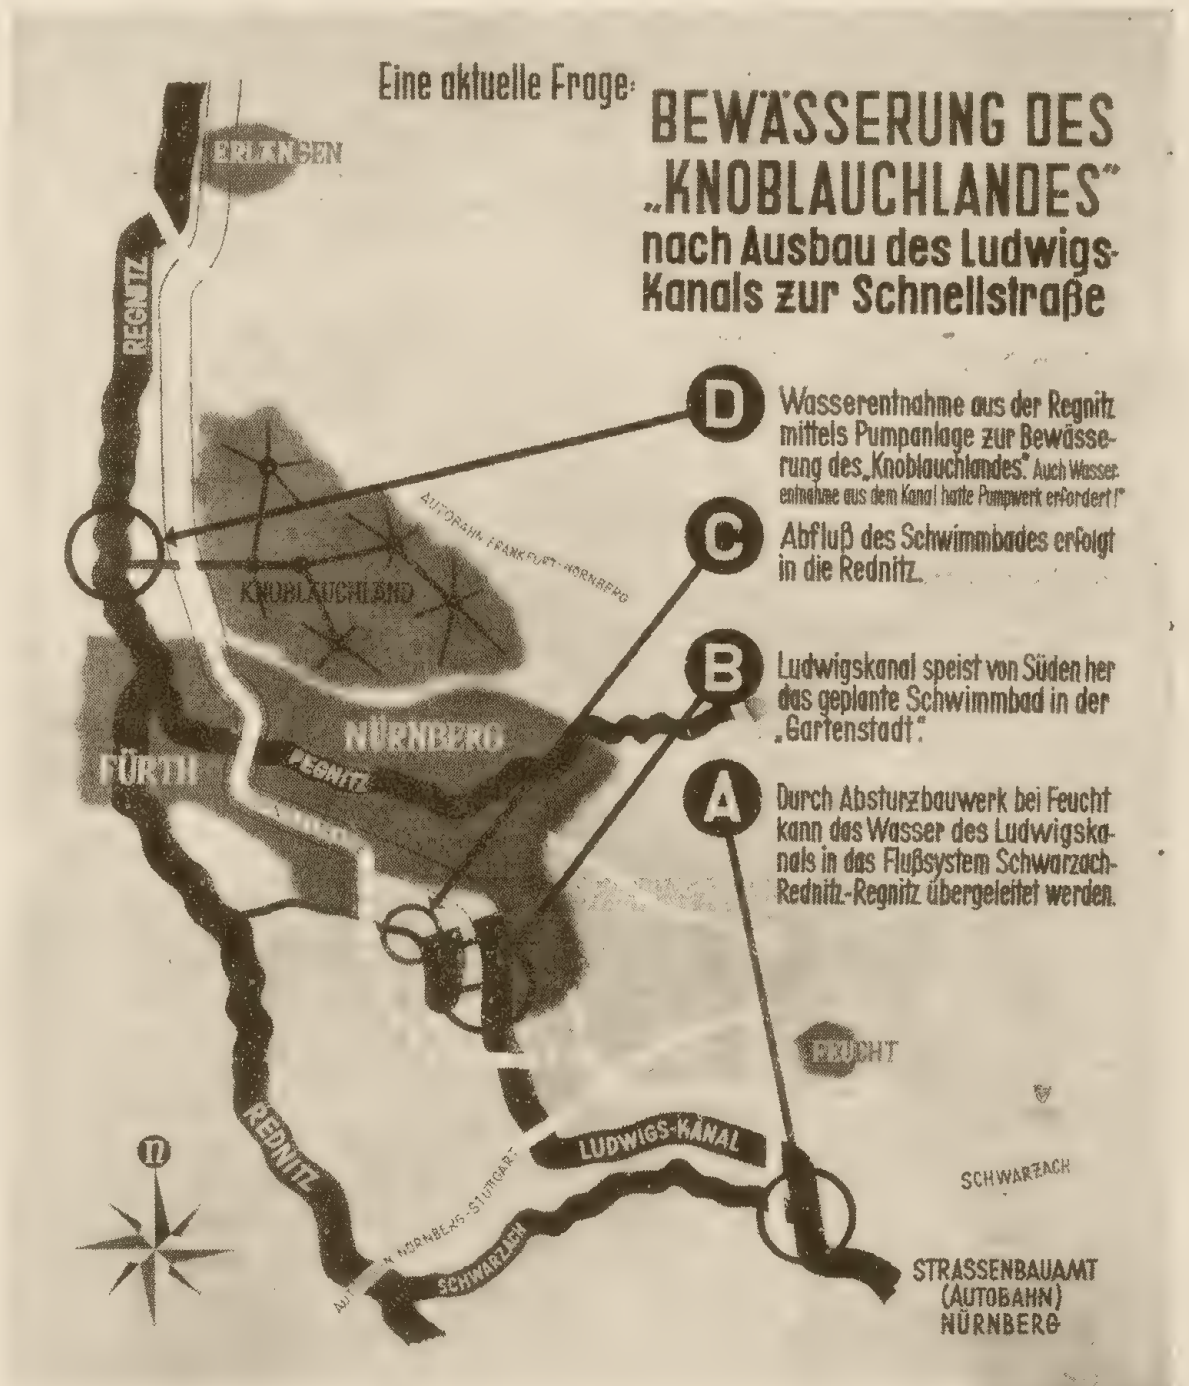 Eine aktuelle Frage:
BEWÄSSERUNG DES
„KNOBLAUCHLANDES”
nach Ausbau des Ludwigs-
Kanals zur Schnellstraße
ERLANGEN
REGNITZ
D
Wasserentnahme aus der Regnitz
mittels Pumpanlage zur Bewässe-
rung des „Knoblauchlandes”. Auch Wasser-
entnahme aus dem Kanal hätte Pumpwerk erfordert!”
AUTOBAHN FRANKFURT-NÜRNBERG
C
Abfluß des Schwimmbades erfolgt
in die Rednitz.
KNOBLAUCHLAND
B
Ludwigskanal speist von Süden her
das geplante Schwimmbad in der
„Gartenstadt”.
NÜRNBERG
FÜRTH
PEGNITZ
A
Durch Absturzbauwerk bei Feucht
kann das Wasser des Ludwigska-
nals in das Flußsystem Schwarzach-
Rednitz-Regnitz übergeleitet werden.
FEUCHT
REDNITZ
LUDWIGS-KANAL
n
NÜRNBERG-STUTTGART
SCHWARZACH
SCHWARZACH
STRASSENBAUAMT
(AUTOBAHN)
NÜRNBERG